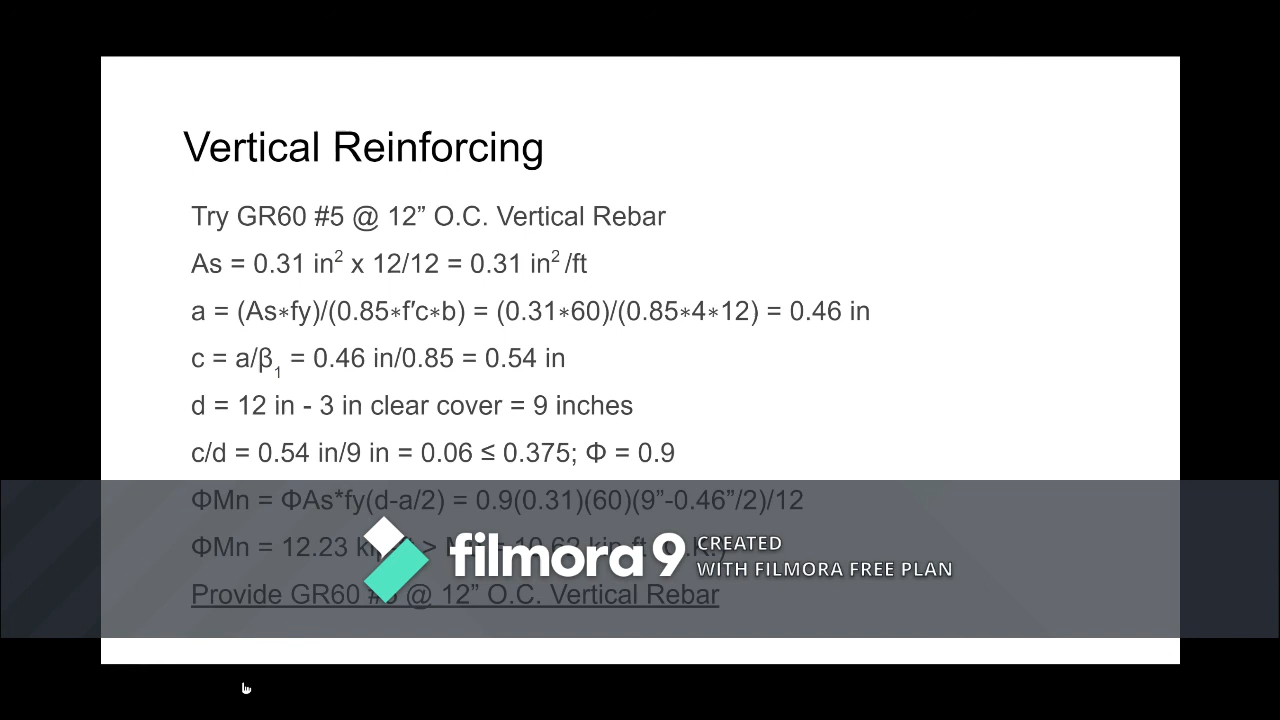 Vertical Reinforcing
Try GR60 #5 @ 12” O.C. Vertical Rebar
As = 0.31 in² x 12/12 = 0.31 in² /ft
a = (As∗fy)/(0.85∗f′c∗b) = (0.31∗60)/(0.85∗4∗12) = 0.46 in
c = a/β₁ = 0.46 in/0.85 = 0.54 in
d = 12 in - 3 in clear cover = 9 inches
c/d = 0.54 in/9 in = 0.06 ≤ 0.375; Φ = 0.9
ΦMn = ΦAs*fy(d-a/2) = 0.9(0.31)(60)(9”-0.46”/2)/12
ΦMn = 12.23 >
filmora 9 CREATED
WITH FILMORA FREE PLAN
Provide GR60 #5 @ 12” O.C. Vertical Rebar